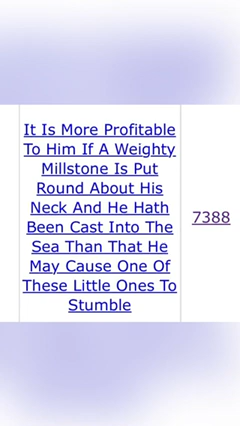 It Is More Profitable
To Him If A Weighty
Millstone Is Put
Round About His
Neck And He Hath
Been Cast Into The
Sea Than That He
May Cause One Of
These Little Ones To
Stumble
7388